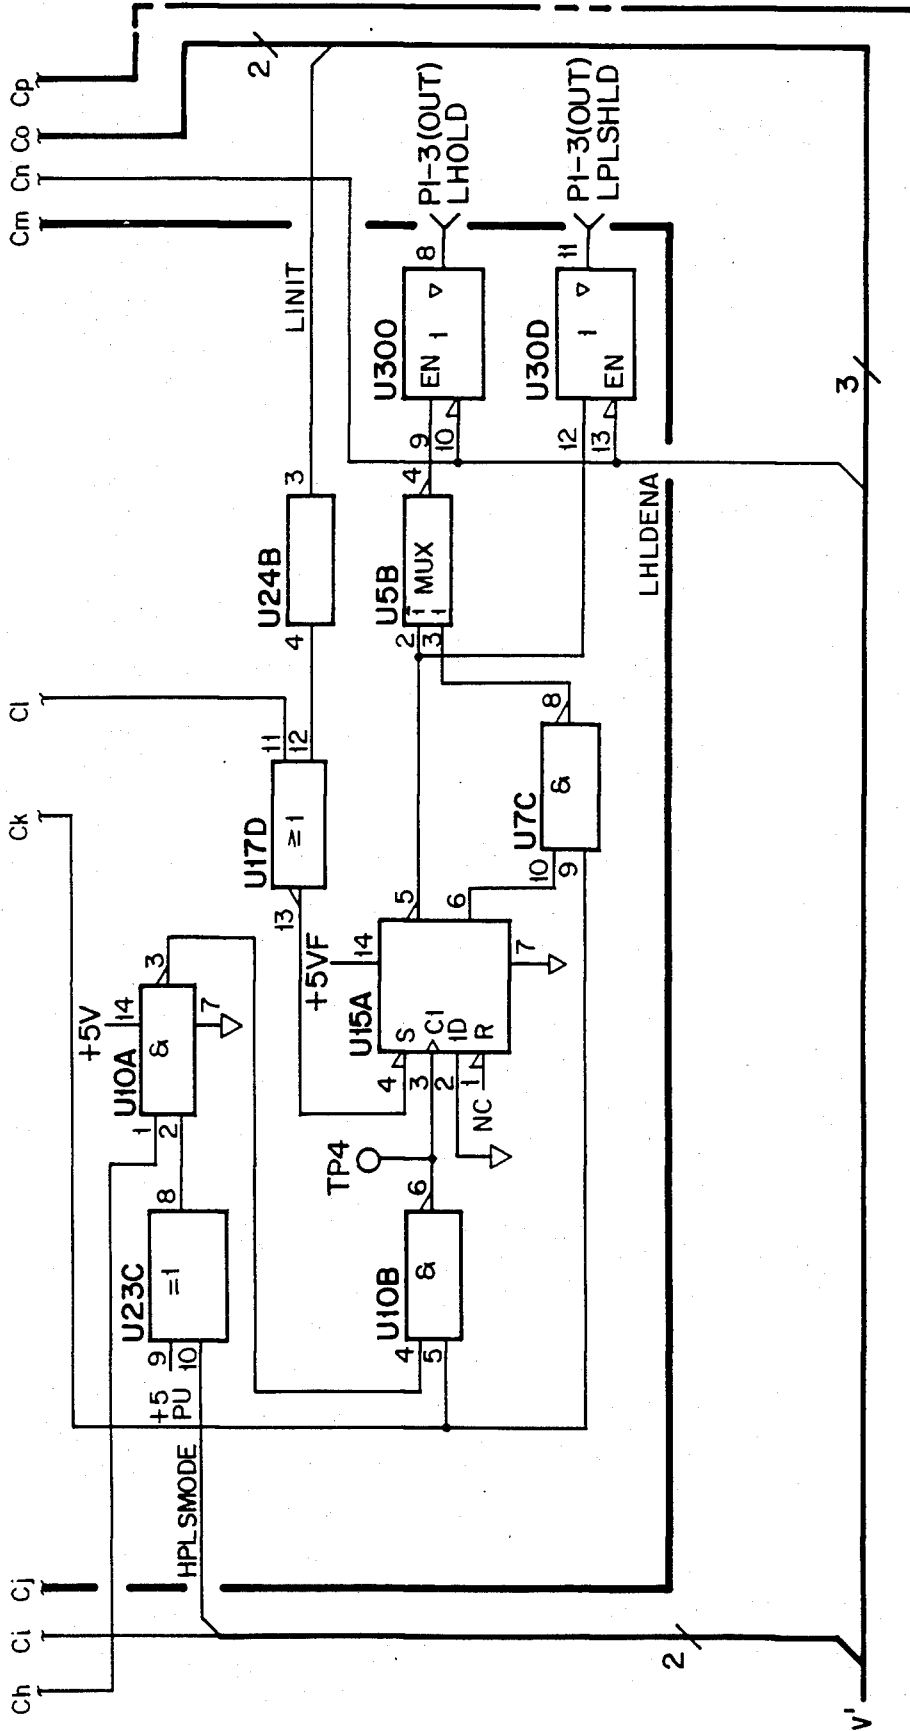 Cp
Co
Cn
Cm
Cl
Ck
Cj
Ci
Ch
2
PI-3(OUT)
LHOLD
PI-3(OUT)
LPLSHLD
LINIT
8
11
U300
EN 1
U30D
1
EN
9
10
12
13
3
U24B
4
4
U5B
MUX
1
1
2
3
LHLDENA
3
11
12
U17D
≥1
13
8
U7C
&
10
9
+5VF
14
5
6
U15A
S
C1
1D
R
7
4
3
2
1
NC
+5V
14
3
U10A
&
7
1
2
TP4
8
U23C
=1
9
10
+5
PU
6
U10B
&
4
5
HPLSMODE
2
V'